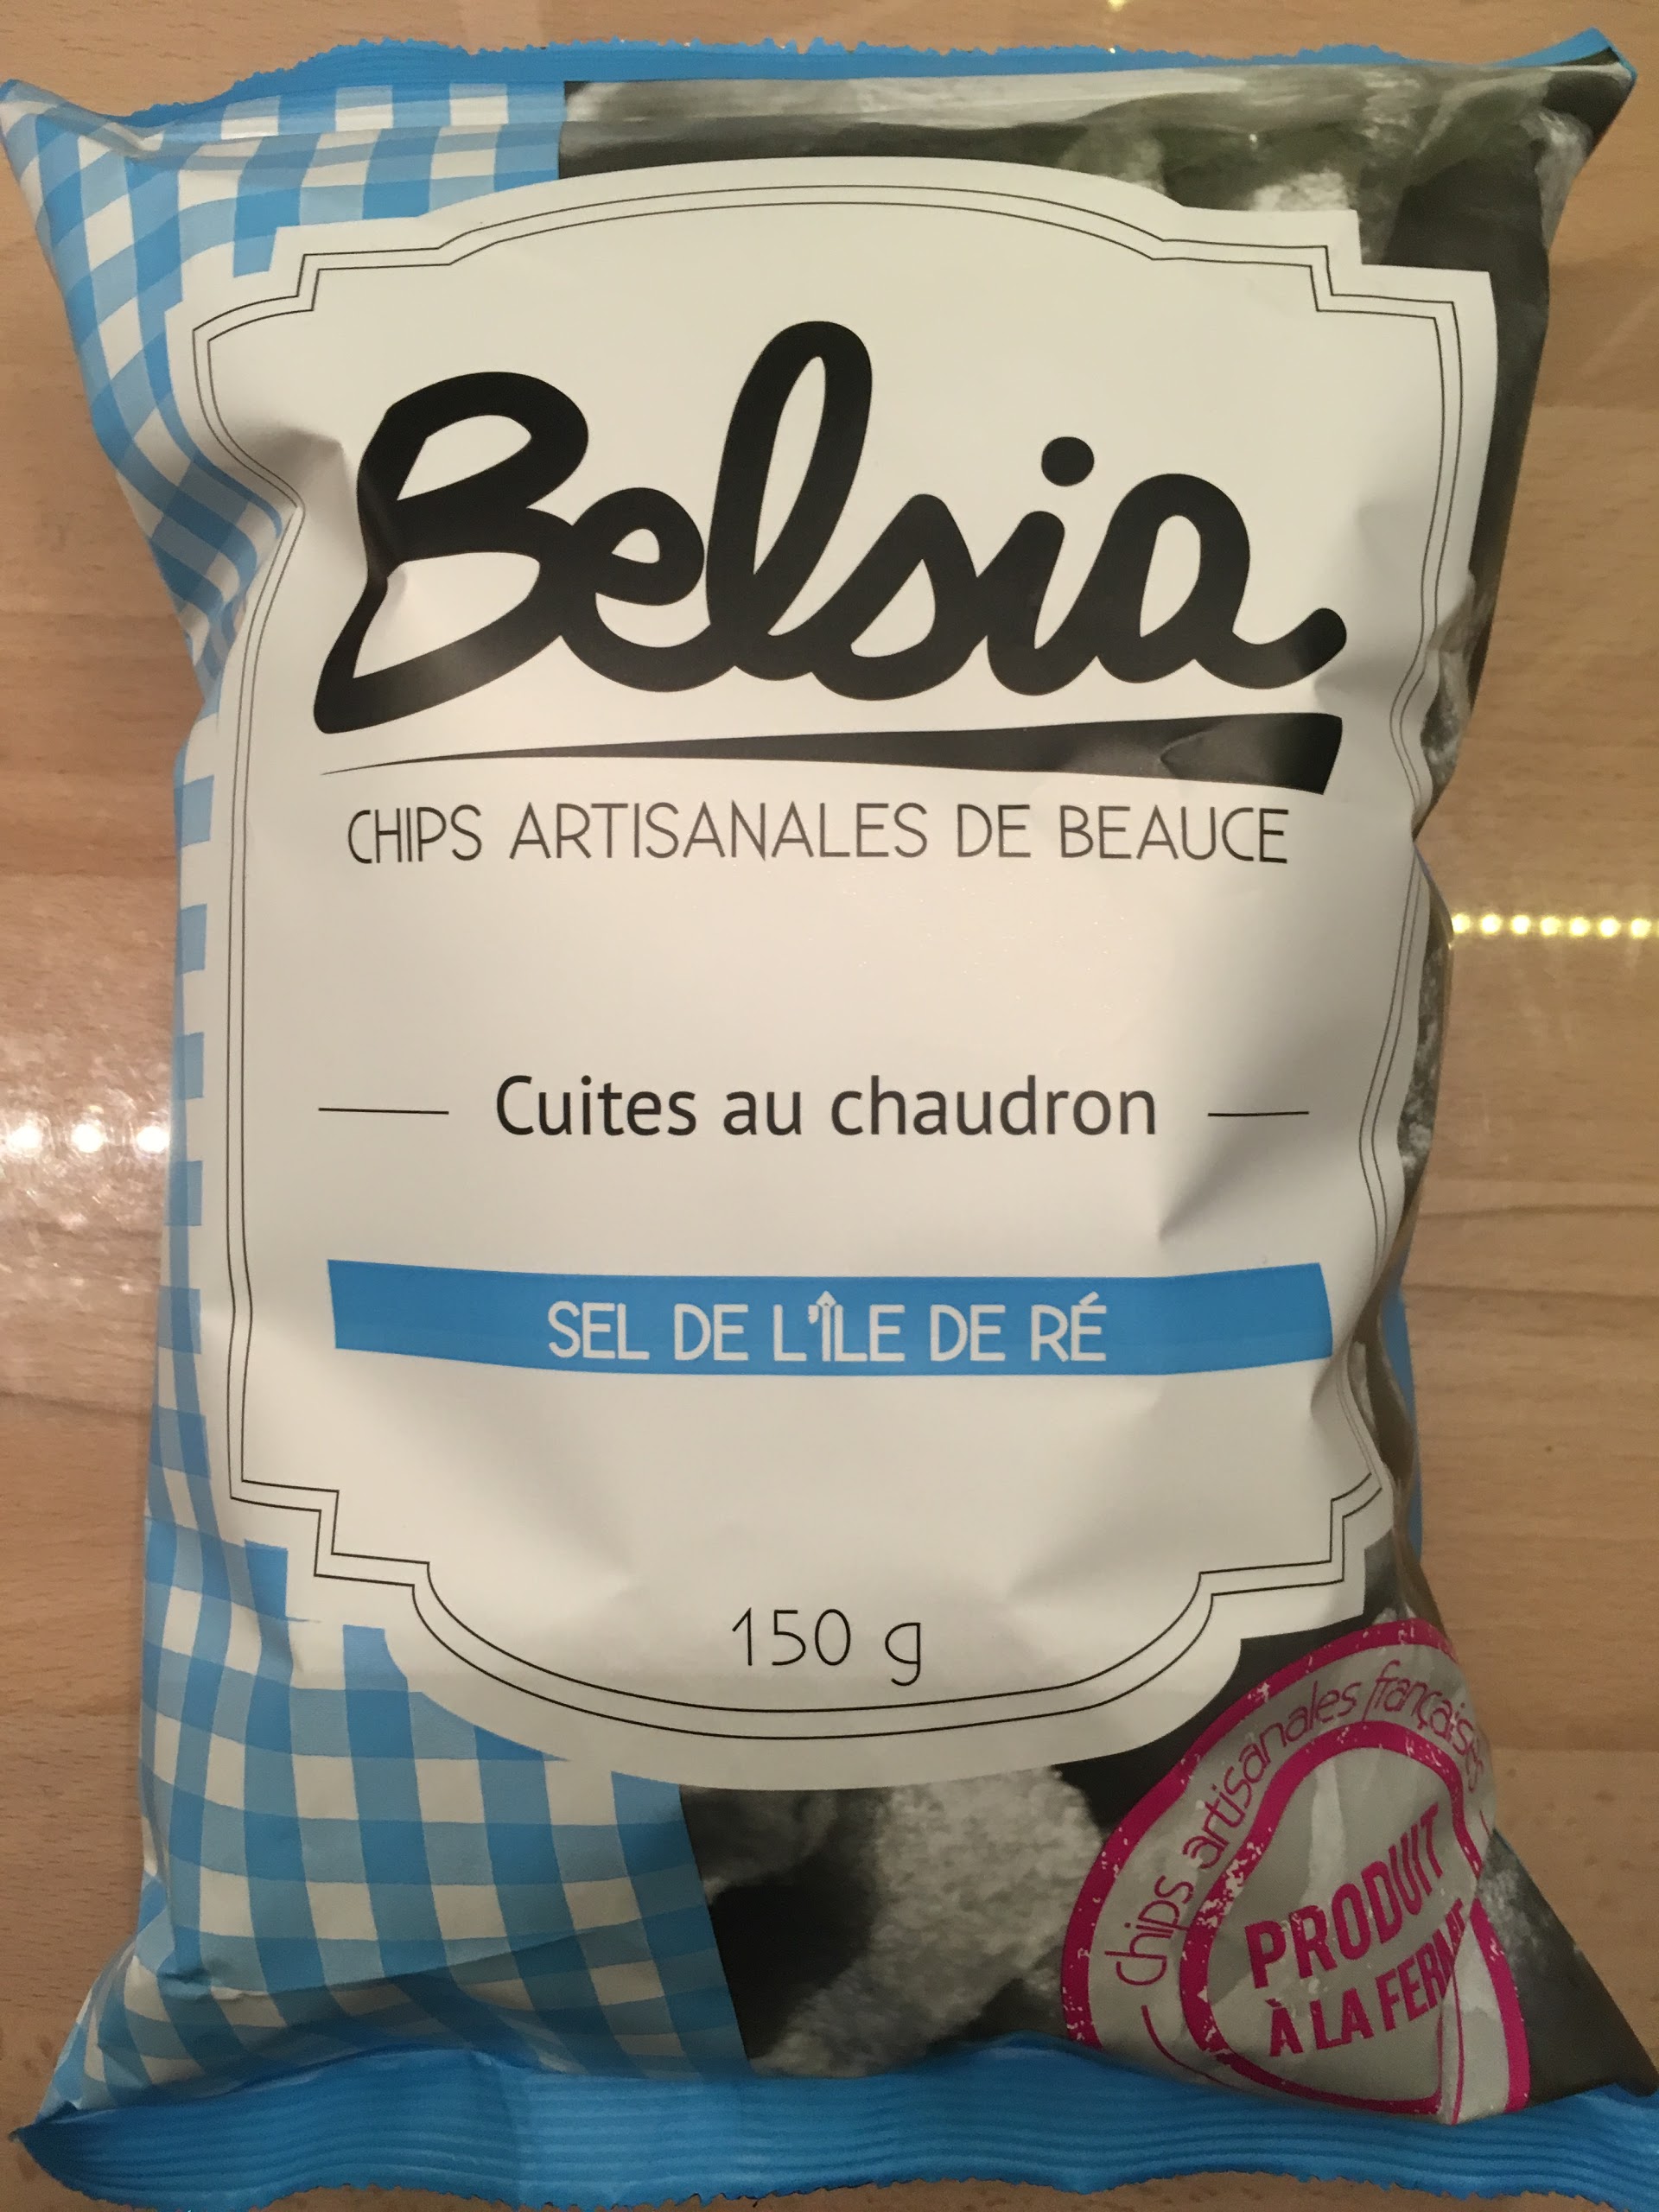 Belsia
CHIPS ARTISANALES DE BEAUCE
Cuites au chaudron
SEL DE L'ÎLE DE RÉ
150 g
chips artisanales françaises
PRODUIT
À LA FERME